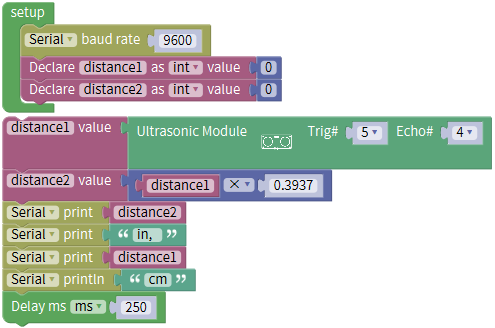 setup
Serial baud rate 9600
Declare distance1 as int value 0
Declare distance2 as int value 0
distance1 value Ultrasonic Module Trig# 5 Echo# 4
distance2 value distance1 × 0.3937
Serial print distance2
Serial print “ in, ”
Serial print distance1
Serial println “ cm ”
Delay ms ms 250